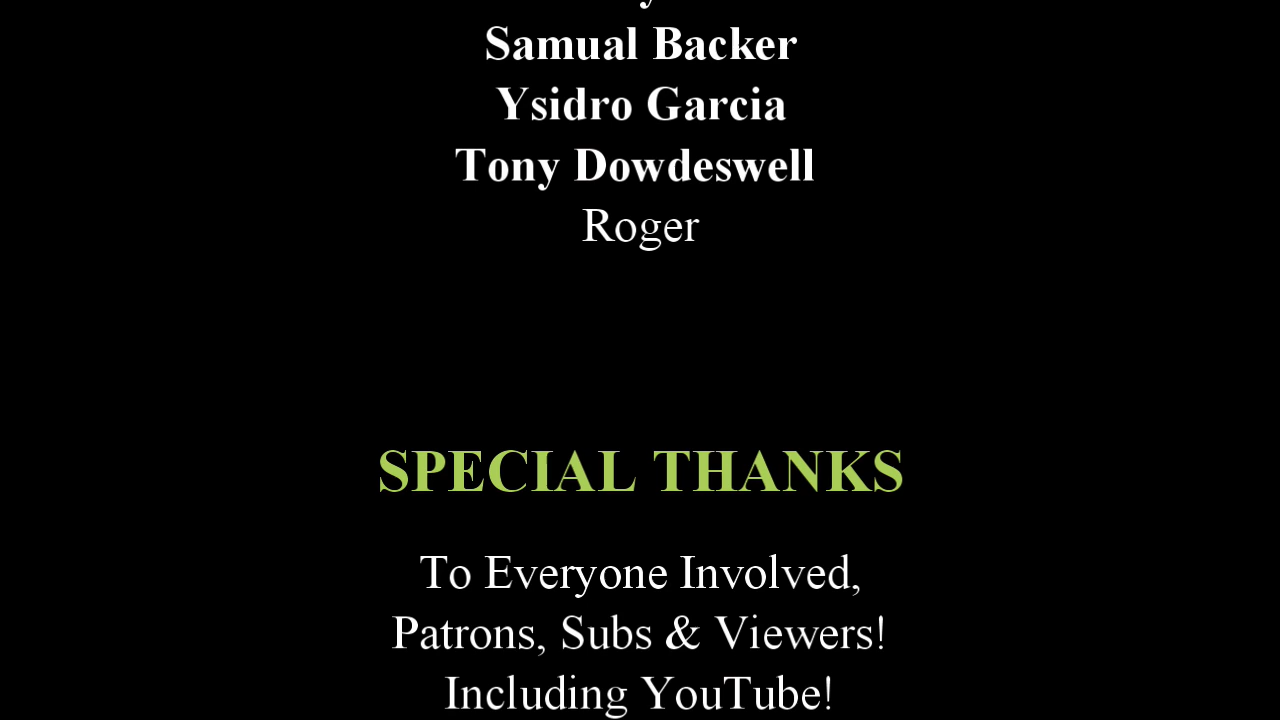 Samual Backer
Ysidro Garcia
Tony Dowdeswell
Roger
SPECIAL THANKS
To Everyone Involved,
Patrons, Subs & Viewers!
Including YouTube!